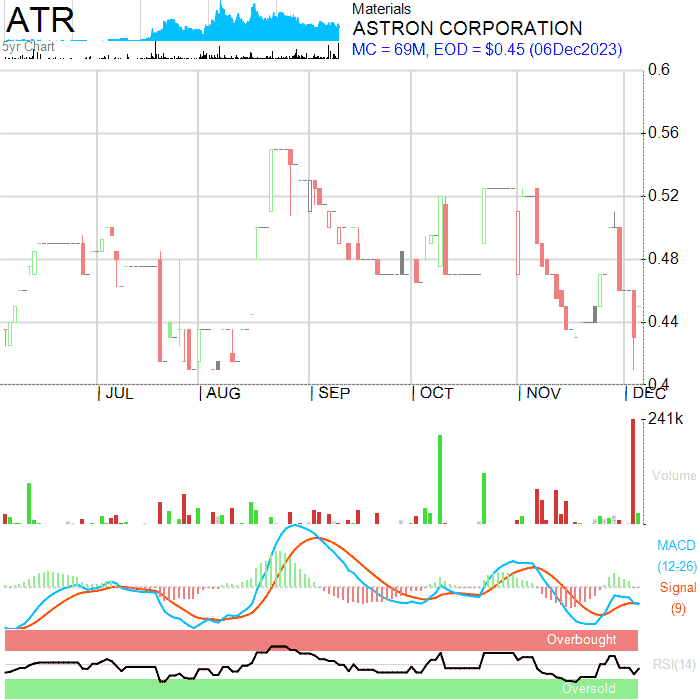 ATR
5yr Chart
Materials
ASTRON CORPORATION
MC = 69M, EOD = $0.45 (06Dec2023)
0.6
0.56
0.52
0.48
0.44
0.4
JUL AUG SEP OCT NOV DEC
241k
Volume
MACD
(12-26)
Signal
(9)
Overbought
RSI(14)
Oversold